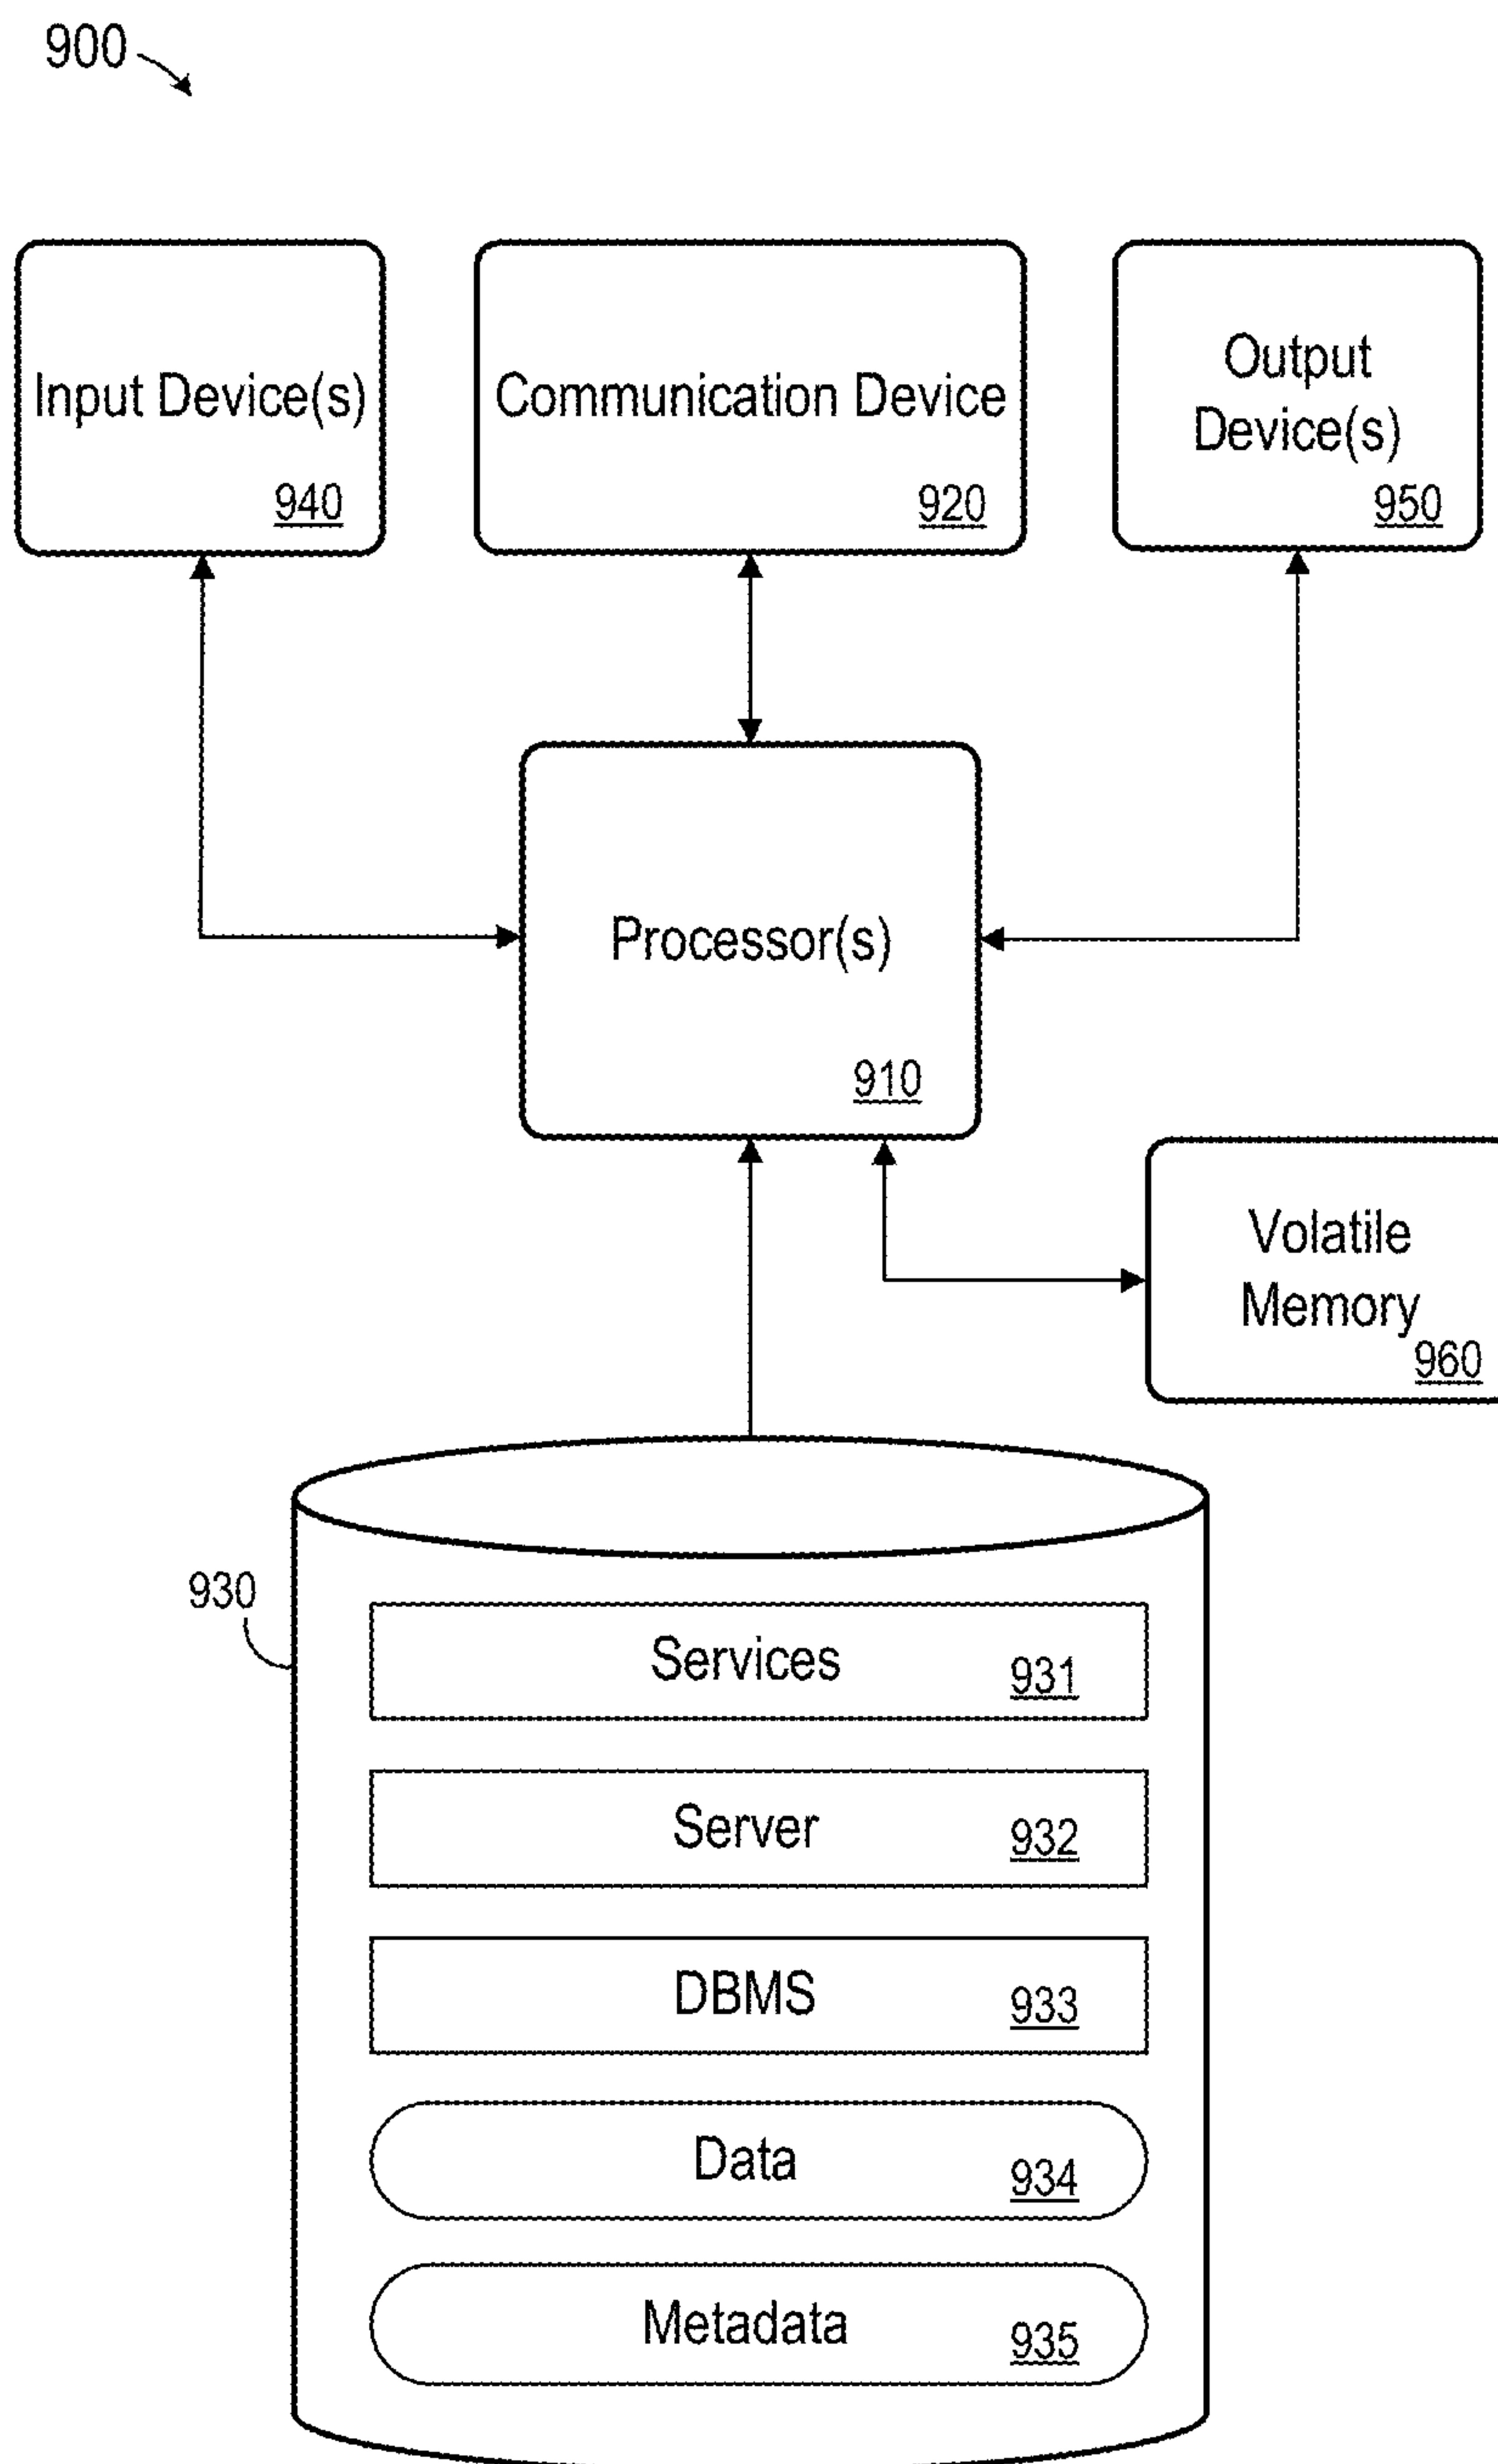 900
Input Device(s)
940
Communication Device
920
Output
Device(s)
950
Processor(s)
910
Volatile
Memory
960
930
Services
931
Server
932
DBMS
933
Data
934
Metadata
935